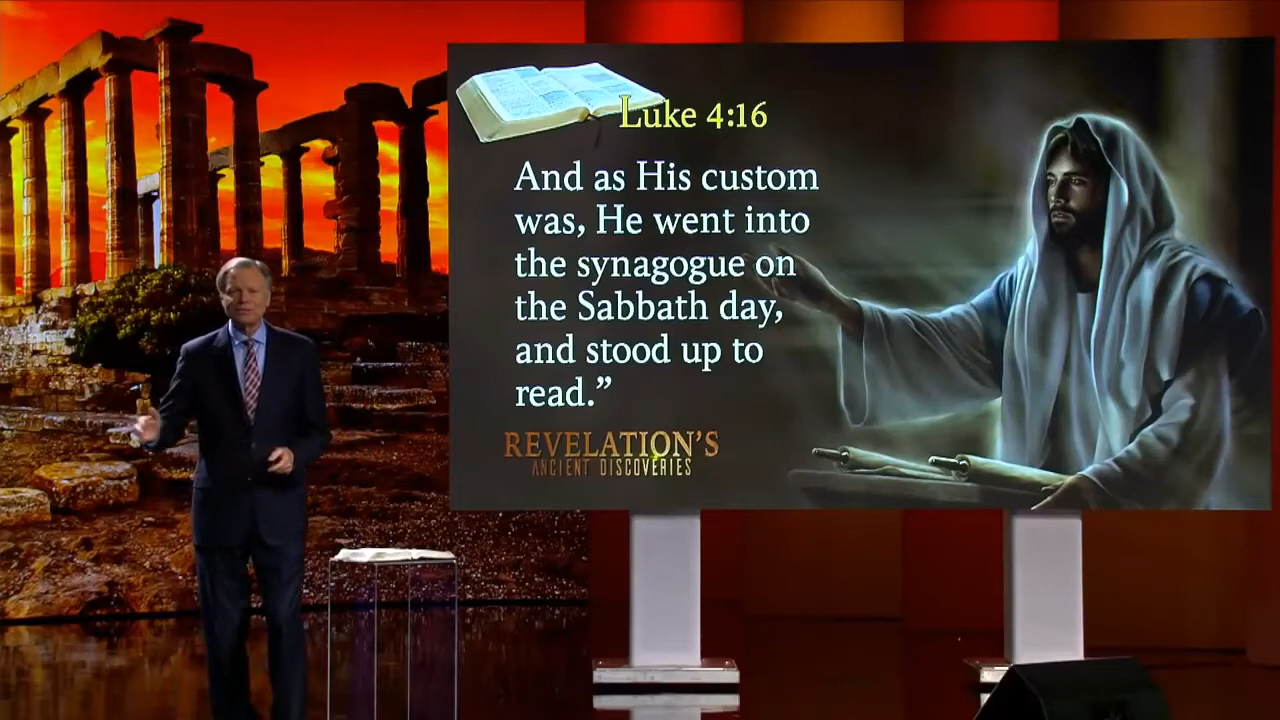 Luke 4:16
And as His custom
was, He went into
the synagogue on
the Sabbath day,
and stood up to
read.”
REVELATION'S
ANCIENT DISCOVERIES